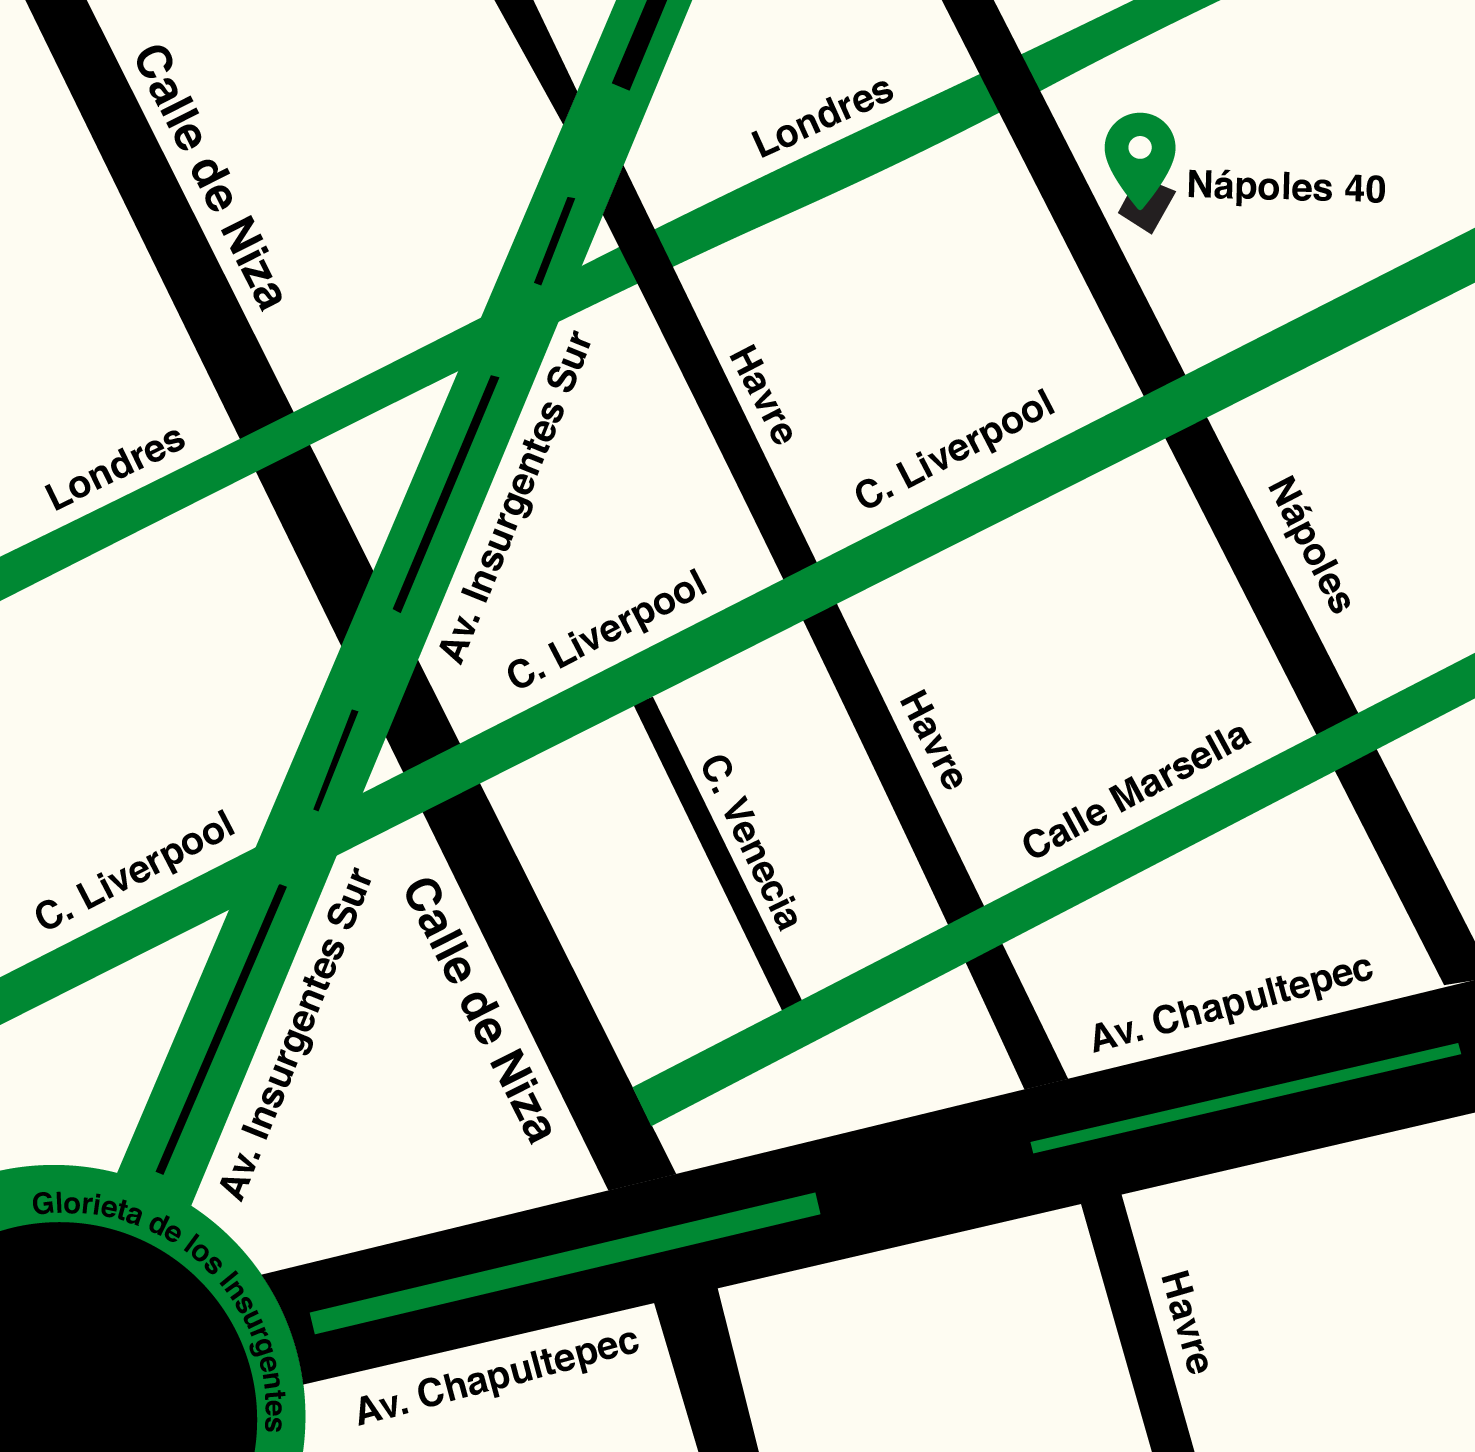 Calle de Niza
Londres
Nápoles 40
Londres
Av. Insurgentes Sur
Havre
C. Liverpool
C. Liverpool
Nápoles
C. Liverpool
Havre
C. Venecia
Calle Marsella
Av. Insurgentes Sur
Calle de Niza
Av. Chapultepec
Glorieta de los Insurgentes
Av. Chapultepec
Havre